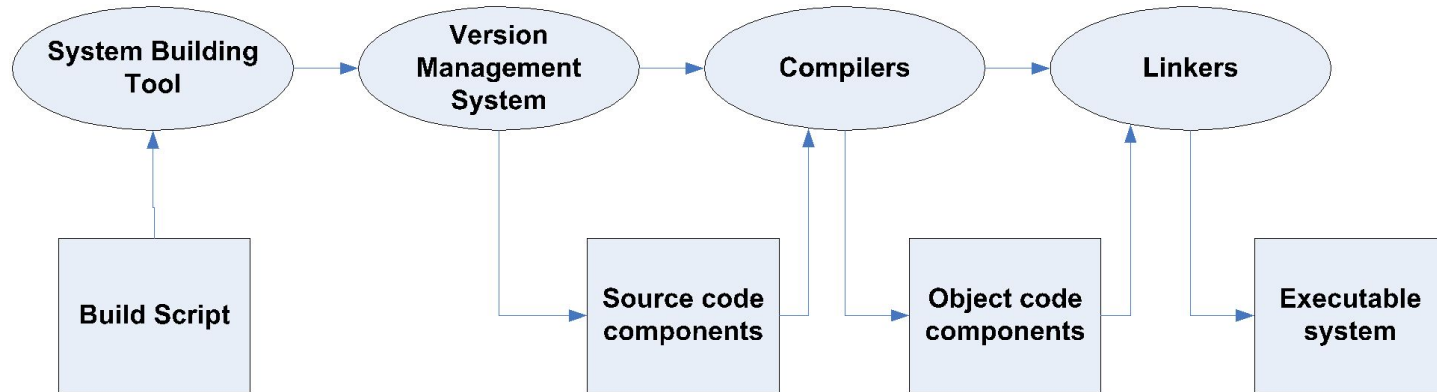 System Building
Tool
Version
Management
System
Compilers
Linkers
Build Script
Source code
components
Object code
components
Executable
system